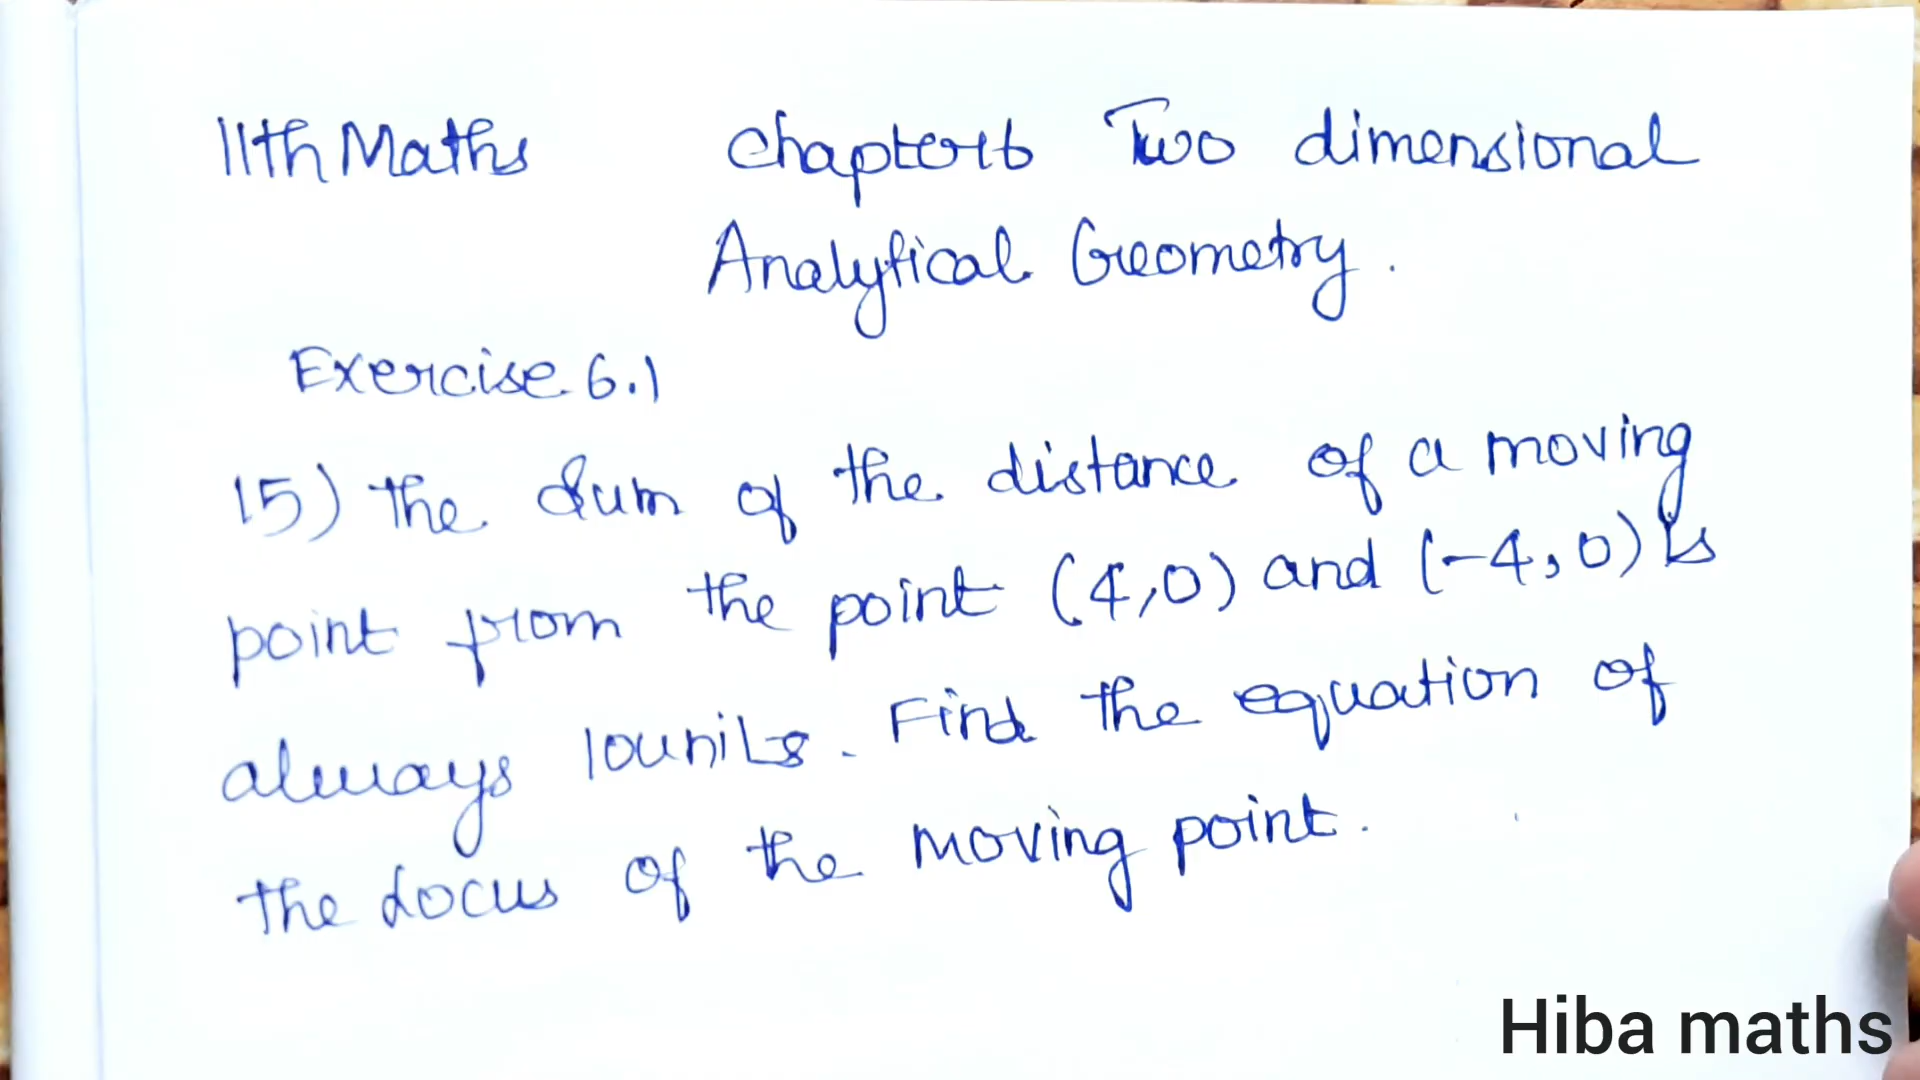 11th Maths Chapter 6 Two dimensional
Analytical Geometry.
Exercise 6.1
15) The Sum of the distance of a moving
point from the point (4,0) and (-4,0) is
always 10units. Find the equation of
the Locus of the moving point.
Hiba maths